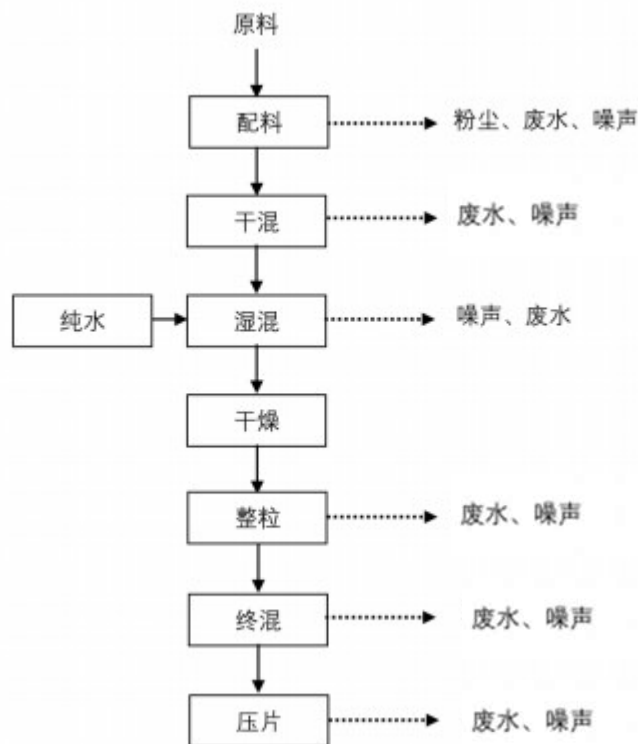 原料
配料
粉尘、废水、噪声
干混
废水、噪声
纯水
湿混
噪声、废水
干燥
整粒
废水、噪声
终混
废水、噪声
压片
废水、噪声